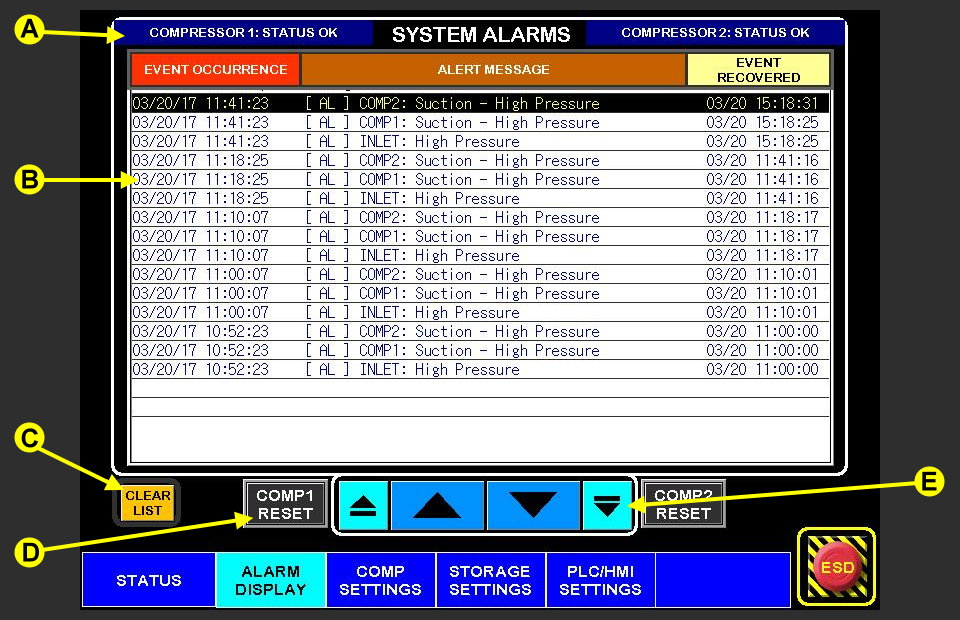 A
COMPRESSOR 1: STATUS OK
SYSTEM ALARMS
COMPRESSOR 2: STATUS OK
EVENT OCCURRENCE
ALERT MESSAGE
EVENT
RECOVERED
03/20/17 11:41:23 [ AL ] COMP2: Suction - High Pressure 03/20 15:18:31
03/20/17 11:41:23 [ AL ] COMP1: Suction - High Pressure 03/20 15:18:25
03/20/17 11:41:23 [ AL ] INLET: High Pressure 03/20 15:18:25
03/20/17 11:18:25 [ AL ] COMP2: Suction - High Pressure 03/20 11:41:16
B
03/20/17 11:18:25 [ AL ] COMP1: Suction - High Pressure 03/20 11:41:16
03/20/17 11:18:25 [ AL ] INLET: High Pressure 03/20 11:41:16
03/20/17 11:10:07 [ AL ] COMP2: Suction - High Pressure 03/20 11:18:17
03/20/17 11:10:07 [ AL ] COMP1: Suction - High Pressure 03/20 11:18:17
03/20/17 11:10:07 [ AL ] INLET: High Pressure 03/20 11:18:17
03/20/17 11:00:07 [ AL ] COMP2: Suction - High Pressure 03/20 11:10:01
03/20/17 11:00:07 [ AL ] COMP1: Suction - High Pressure 03/20 11:10:01
03/20/17 11:00:07 [ AL ] INLET: High Pressure 03/20 11:10:01
03/20/17 10:52:23 [ AL ] COMP2: Suction - High Pressure 03/20 11:00:00
03/20/17 10:52:23 [ AL ] COMP1: Suction - High Pressure 03/20 11:00:00
03/20/17 10:52:23 [ AL ] INLET: High Pressure 03/20 11:00:00
C
E
CLEAR
LIST
COMP1
RESET
COMP2
RESET
D
STATUS
ALARM
DISPLAY
COMP
SETTINGS
STORAGE
SETTINGS
PLC/HMI
SETTINGS
ESD